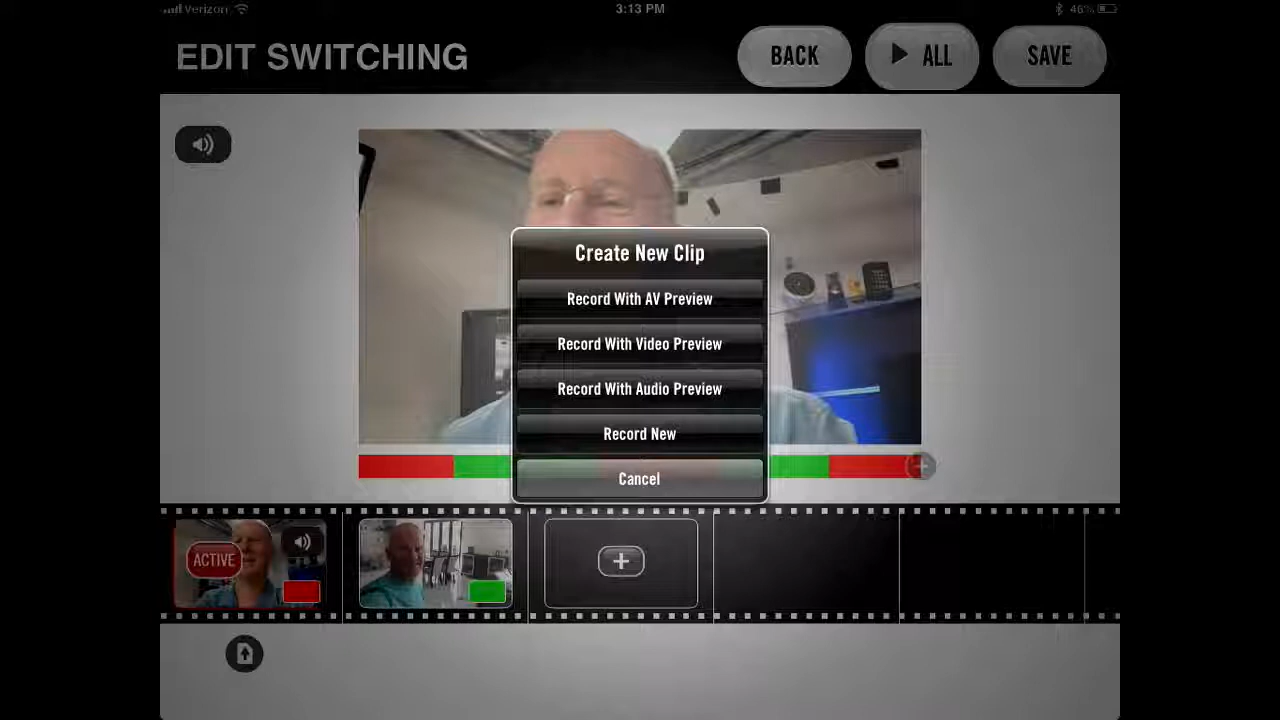 verizon
3:13 PM
46%
EDIT SWITCHING
BACK
ALL
SAVE
Create New Clip
Record With AV Preview
Record With Video Preview
Record With Audio Preview
Record New
Cancel
ACTIVE